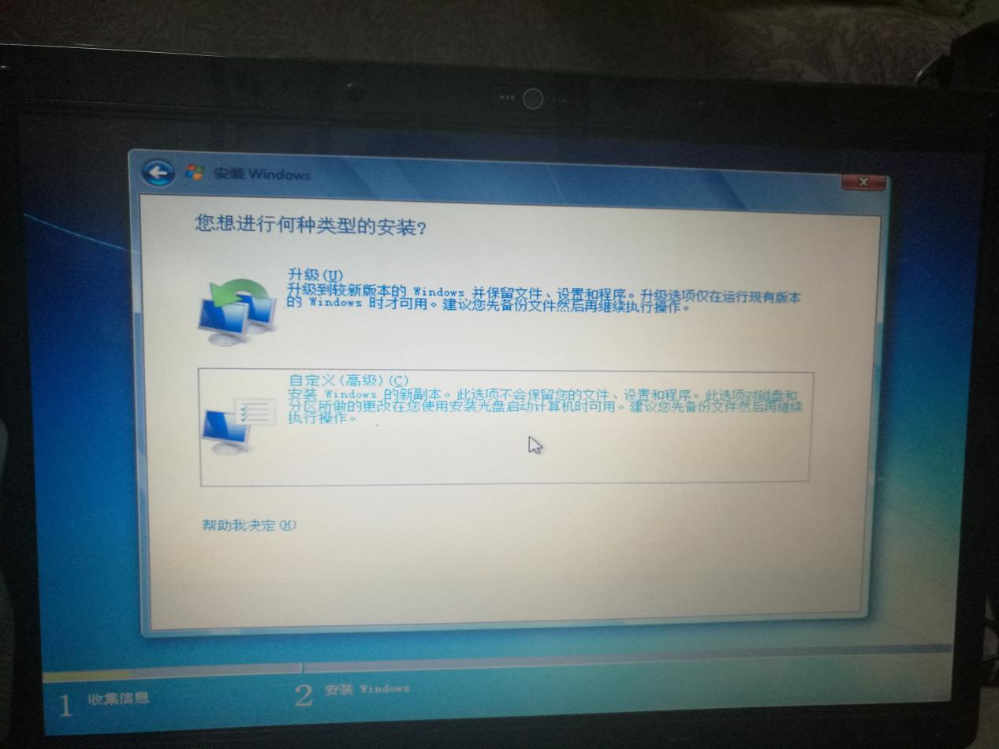 WEB CAM
安装 Windows
您想进行何种类型的安装?
升级(U)
升级到较新版本的 Windows 并保留文件、设置和程序。升级选项仅在运行现有版本
的 Windows 时才可用。建议您先备份文件然后再继续执行操作。
自定义(高级)(C)
安装 Windows 的新副本。此选项不会保留您的文件、设置和程序。此选项对磁盘和
分区所做的更改在您使用安装光盘启动计算机时可用。建议您先备份文件然后再继续
执行操作。
帮助我决定(H)
1 收集信息
2 安装 Windows